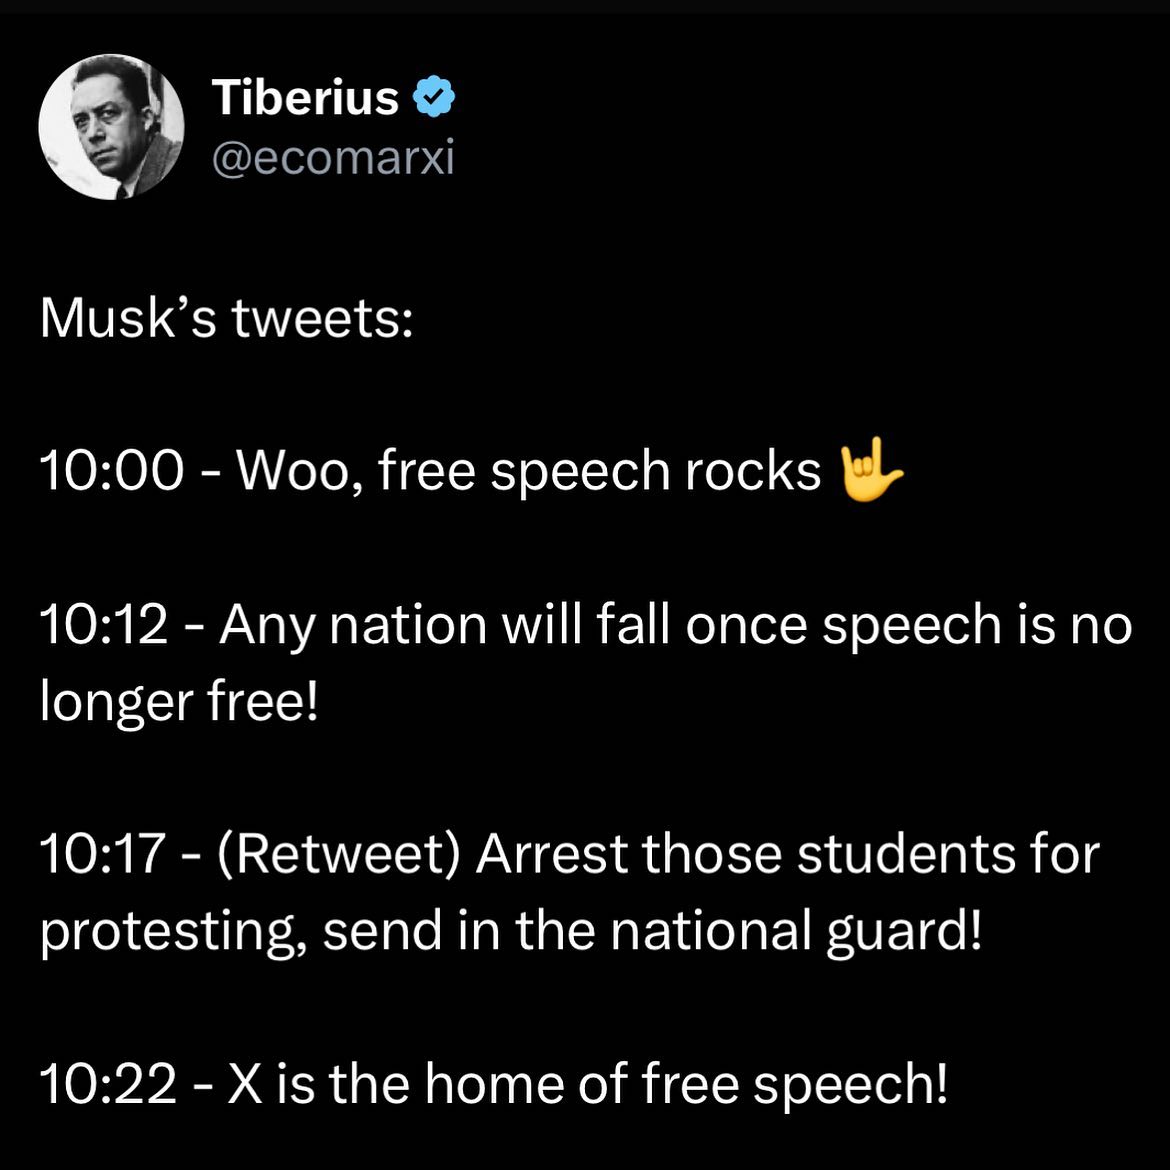 Tiberius
@ecomarxi
Musk’s tweets:
10:00 - Woo, free speech rocks 🤟
10:12 - Any nation will fall once speech is no
longer free!
10:17 - (Retweet) Arrest those students for
protesting, send in the national guard!
10:22 - X is the home of free speech!